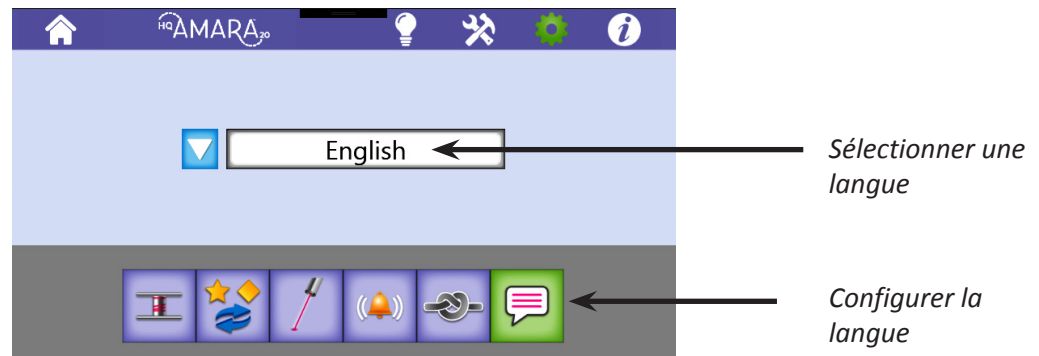 HQ AMARA 20
English
Sélectionner une
langue
Configurer la
langue